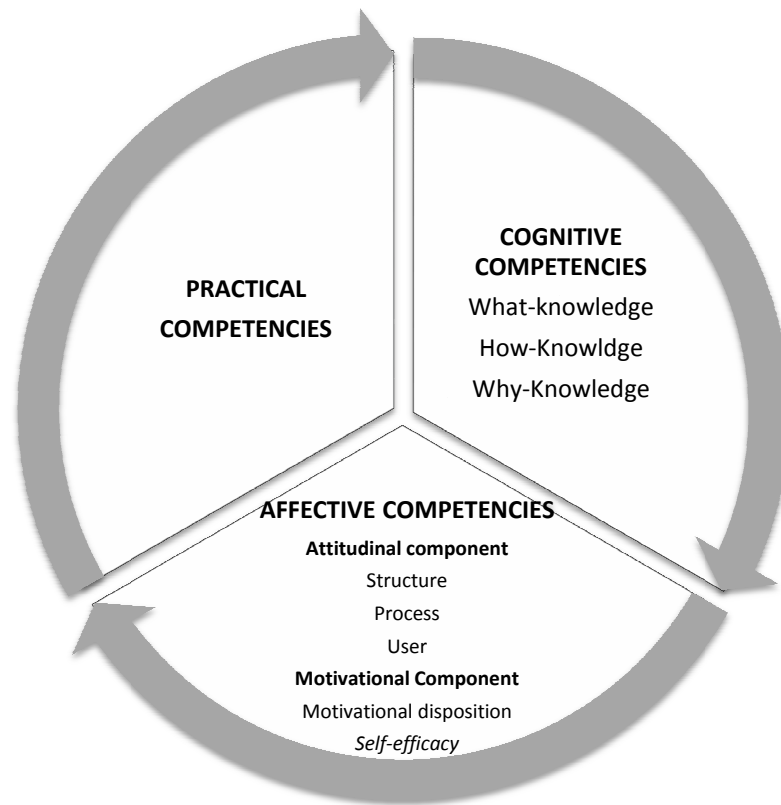 PRACTICAL
COMPETENCIES
COGNITIVE
COMPETENCIES
What-knowledge
How-Knowldge
Why-Knowledge
AFFECTIVE COMPETENCIES
Attitudinal component
Structure
Process
User
Motivational Component
Motivational disposition
Self-efficacy